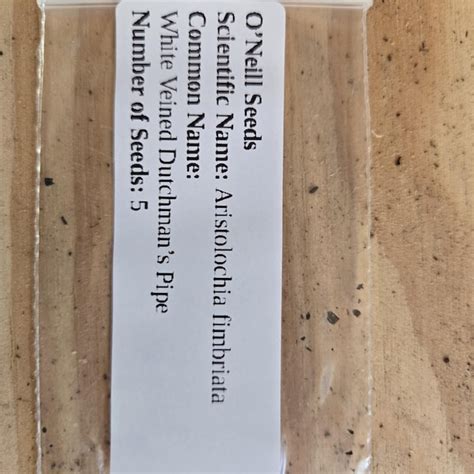 O'Neill Seeds
Scientific Name: Aristolochia fimbriata
Common Name:
White Veined Dutchman's Pipe
Number of Seeds: 5